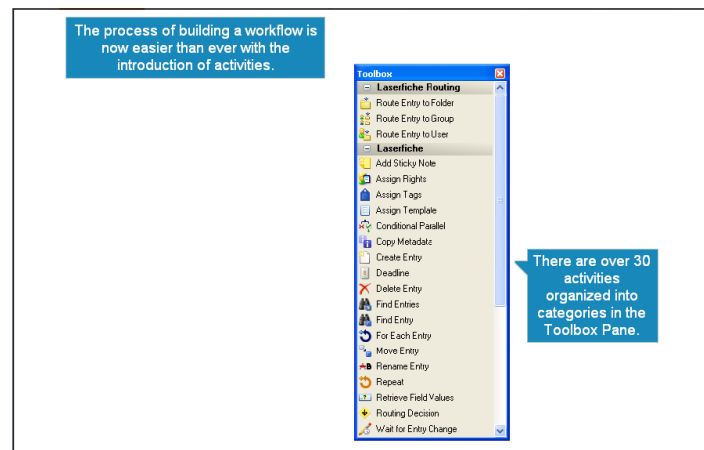 The process of building a workflow is
now easier than ever with the
introduction of activities.
Toolbox
Laserfiche Routing
Route Entry to Folder
Route Entry to Group
Route Entry to User
Laserfiche
Add Sticky Note
Assign Rights
Assign Tags
Assign Template
Conditional Parallel
Copy Metadata
Create Entry
Deadline
Delete Entry
Find Entries
Find Entry
For Each Entry
Move Entry
Rename Entry
Repeat
Retrieve Field Values
Routing Decision
Wait for Entry Change
There are over 30
activities
organized into
categories in the
Toolbox Pane.